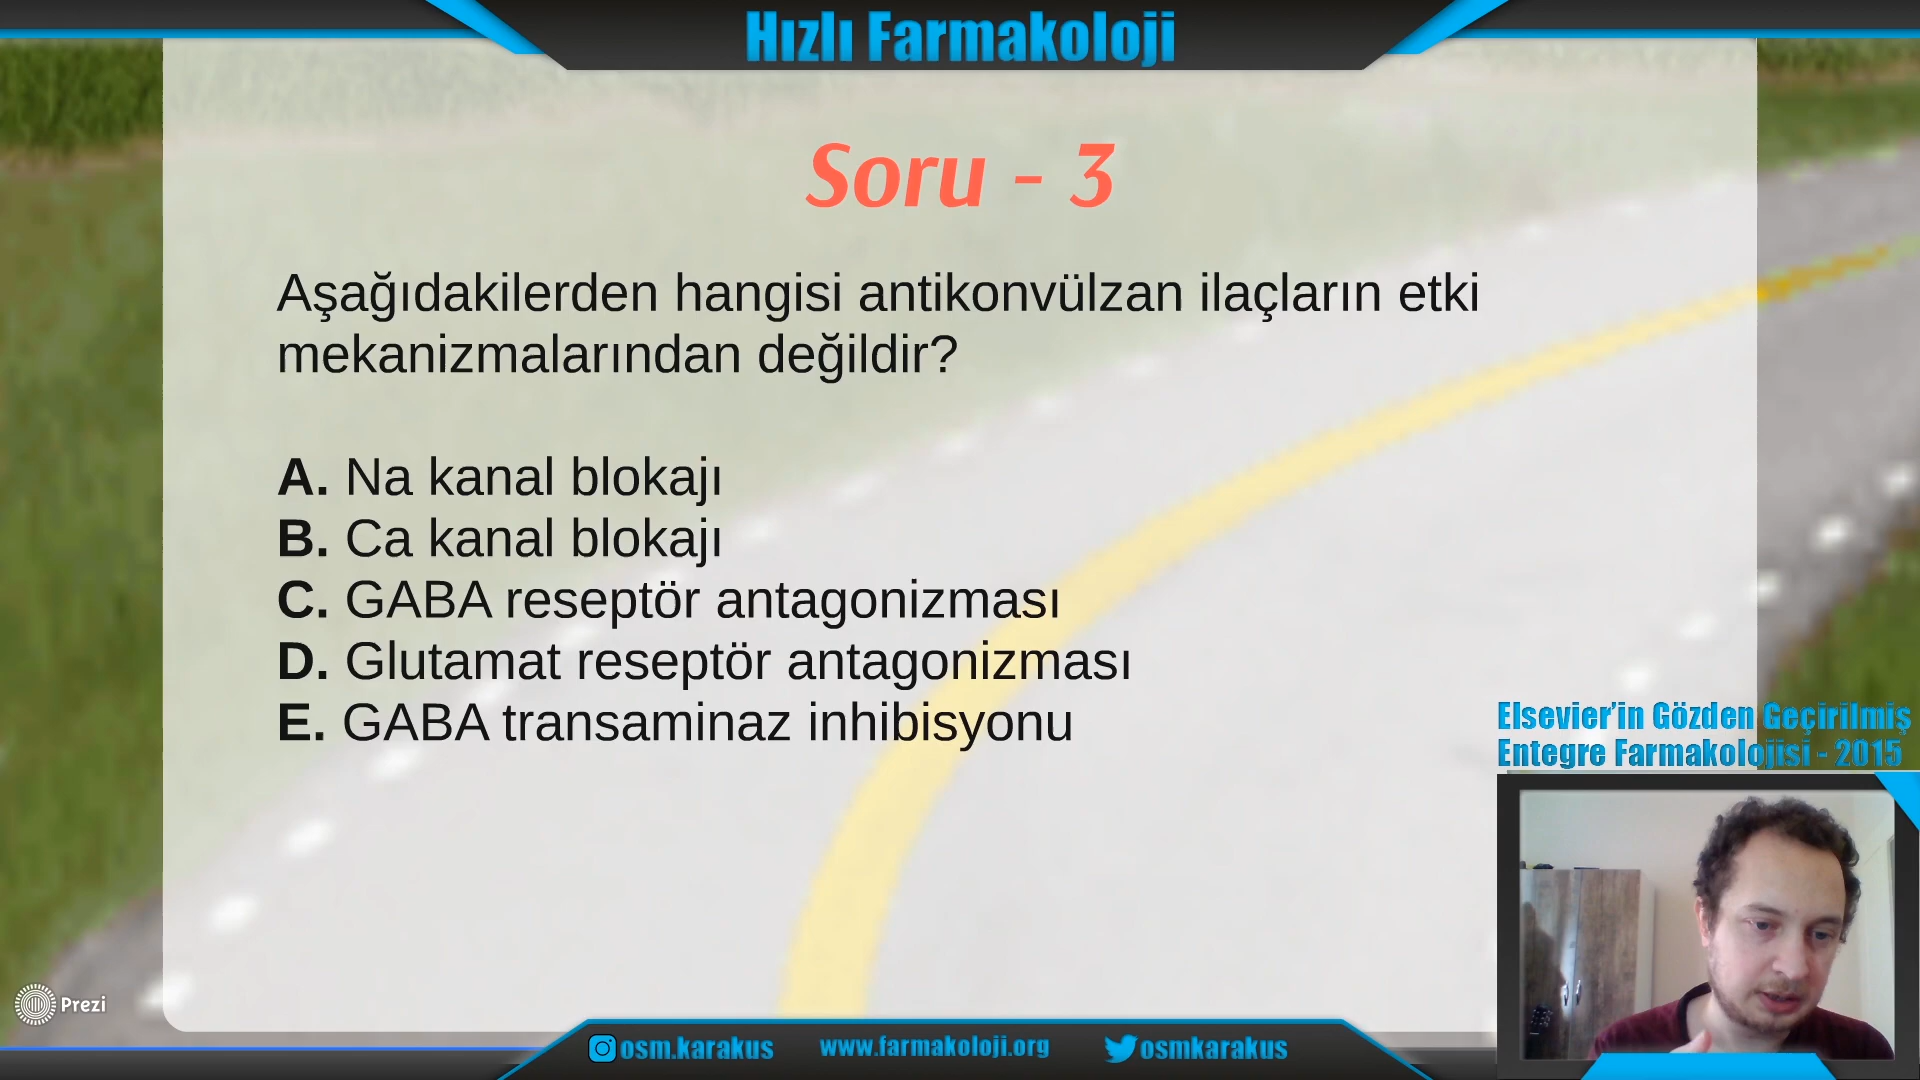 Hızlı Farmakoloji
Soru - 3
Aşağıdakilerden hangisi antikonvülzan ilaçların etki
mekanizmalarından değildir?
A. Na kanal blokajı
B. Ca kanal blokajı
C. GABA reseptör antagonizması
D. Glutamat reseptör antagonizması
E. GABA transaminaz inhibisyonu
Elsevier'in Gözden Geçirilmiş
Entegre Farmakolojisi - 2015
Prezi
osm.karakus
www.farmakoloji.org
osmkarakus